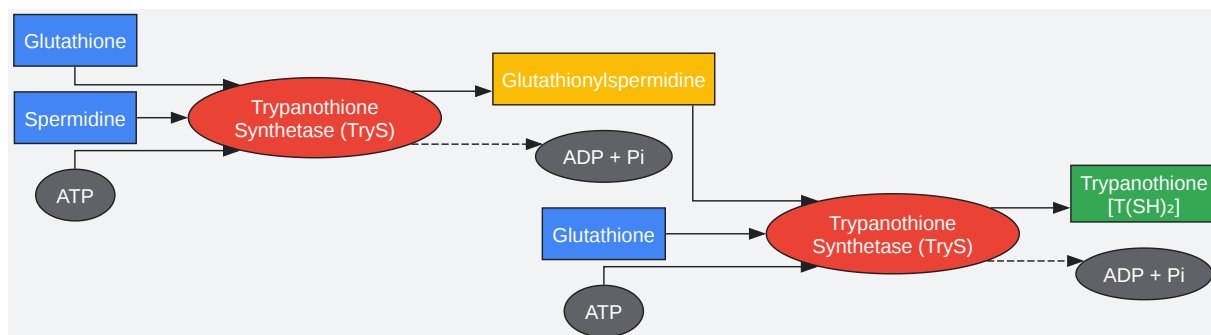 Glutathione
Spermidine
ATP
Trypanothione
Synthetase (TryS)
Glutathionylspermidine
ADP + Pi
Glutathione
ATP
Trypanothione
Synthetase (TryS)
Trypanothione
[T(SH)₂]
ADP + Pi